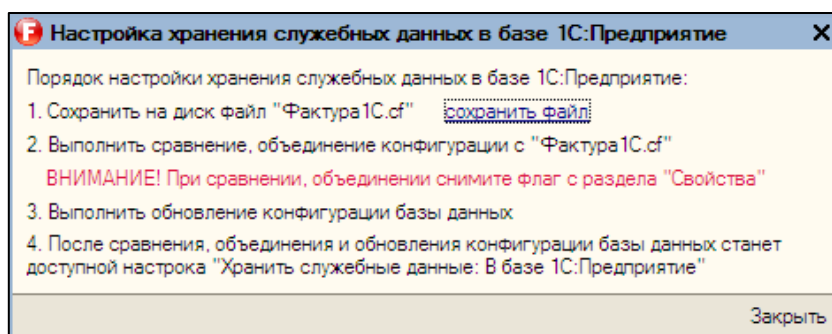 Настройка хранения служебных данных в базе 1С:Предприятие
Порядок настройки хранения служебных данных в базе 1С:Предприятие:
1. Сохранить на диск файл "Фактура1С.cf" сохранить файл
2. Выполнить сравнение, объединение конфигурации с "Фактура1С.cf"
ВНИМАНИЕ! При сравнении, объединении снимите флаг с раздела "Свойства"
3. Выполнить обновление конфигурации базы данных
4. После сравнения, объединения и обновления конфигурации базы данных станет
доступной настрока "Хранить служебные данные: В базе 1С:Предприятие"
Закрыть